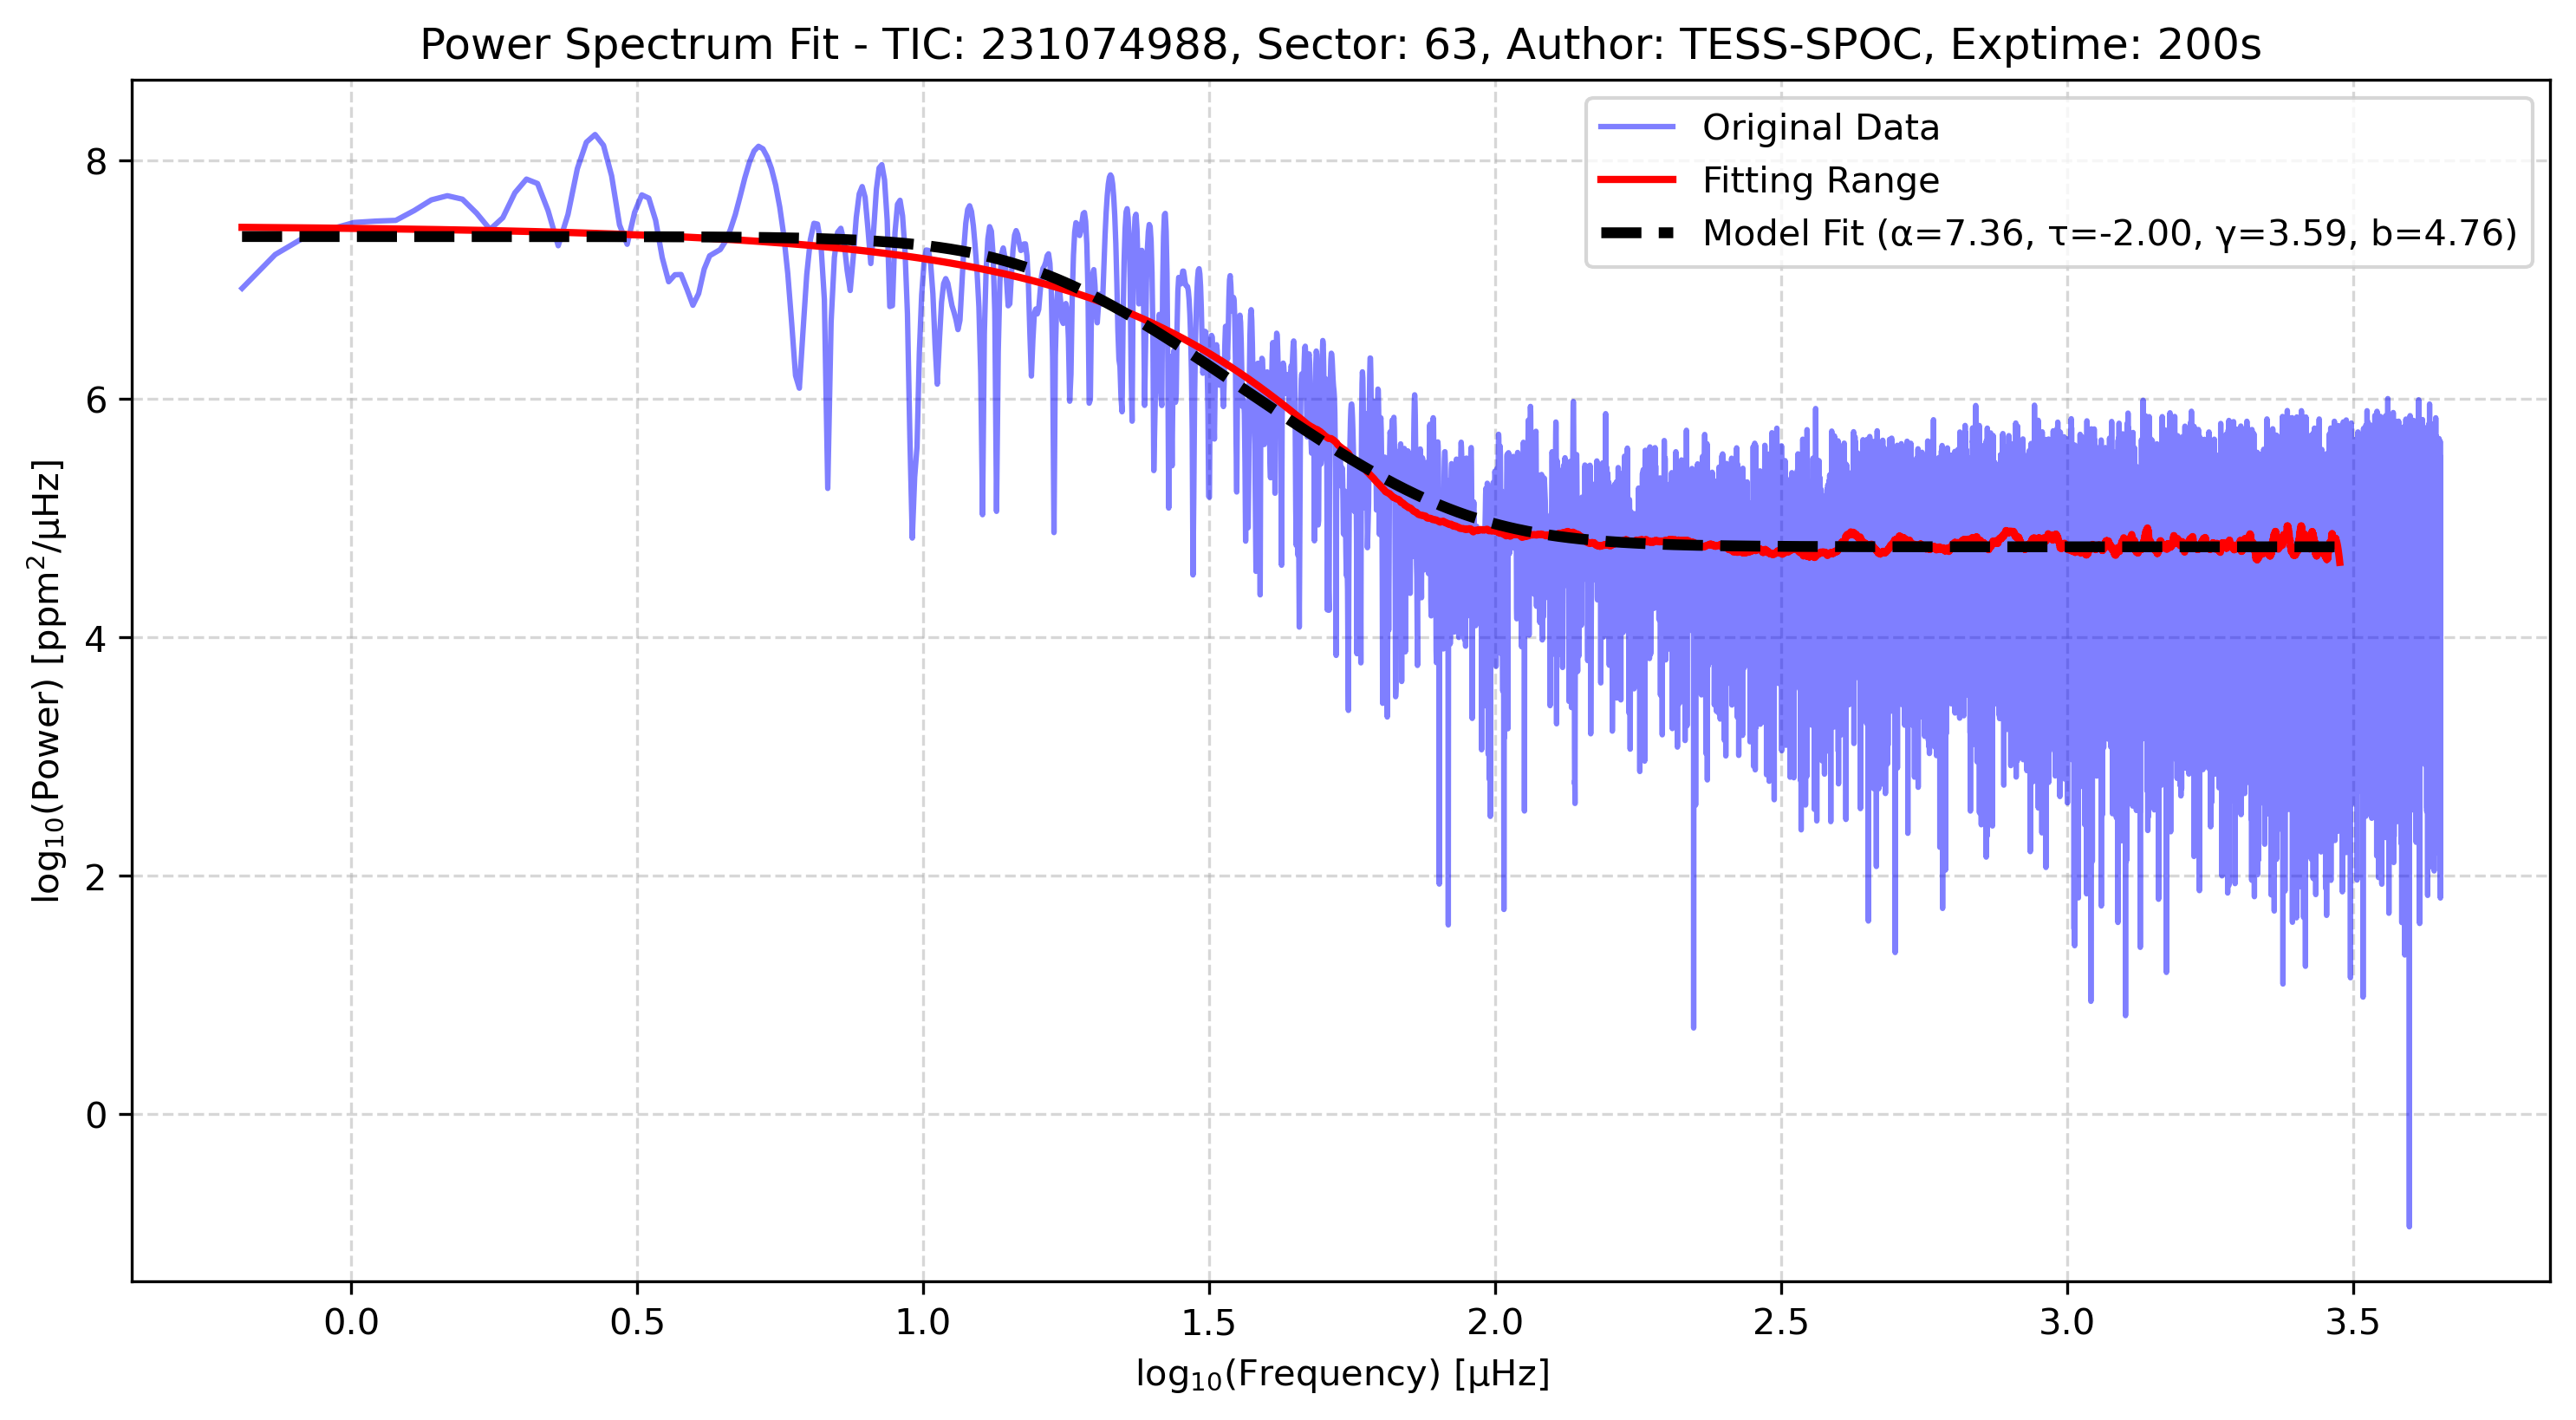 Power Spectrum Fit - TIC: 231074988, Sector: 63, Author: TESS-SPOC, Exptime: 200s
Original Data
Fitting Range
Model Fit (α=7.36, τ=-2.00, γ=3.59, b=4.76)
log₁₀(Power) [ppm²/μHz]
8
6
4
2
0
0.0 0.5 1.0 1.5 2.0 2.5 3.0 3.5
log₁₀(Frequency) [μHz]